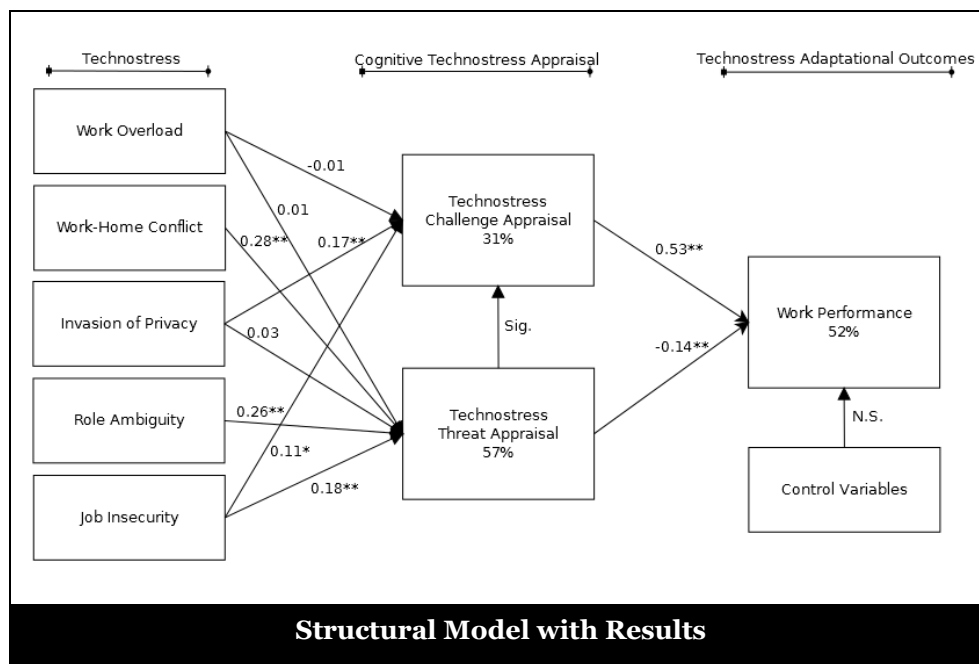 Technostress
Cognitive Technostress Appraisal
Technostress Adaptational Outcomes
Work Overload
Work-Home Conflict
Invasion of Privacy
Role Ambiguity
Job Insecurity
-0.01
0.01
0.28**
0.17**
0.03
0.26**
0.11*
0.18**
Technostress
Challenge Appraisal
31%
Sig.
Technostress
Threat Appraisal
57%
0.53**
-0.14**
Work Performance
52%
N.S.
Control Variables
Structural Model with Results